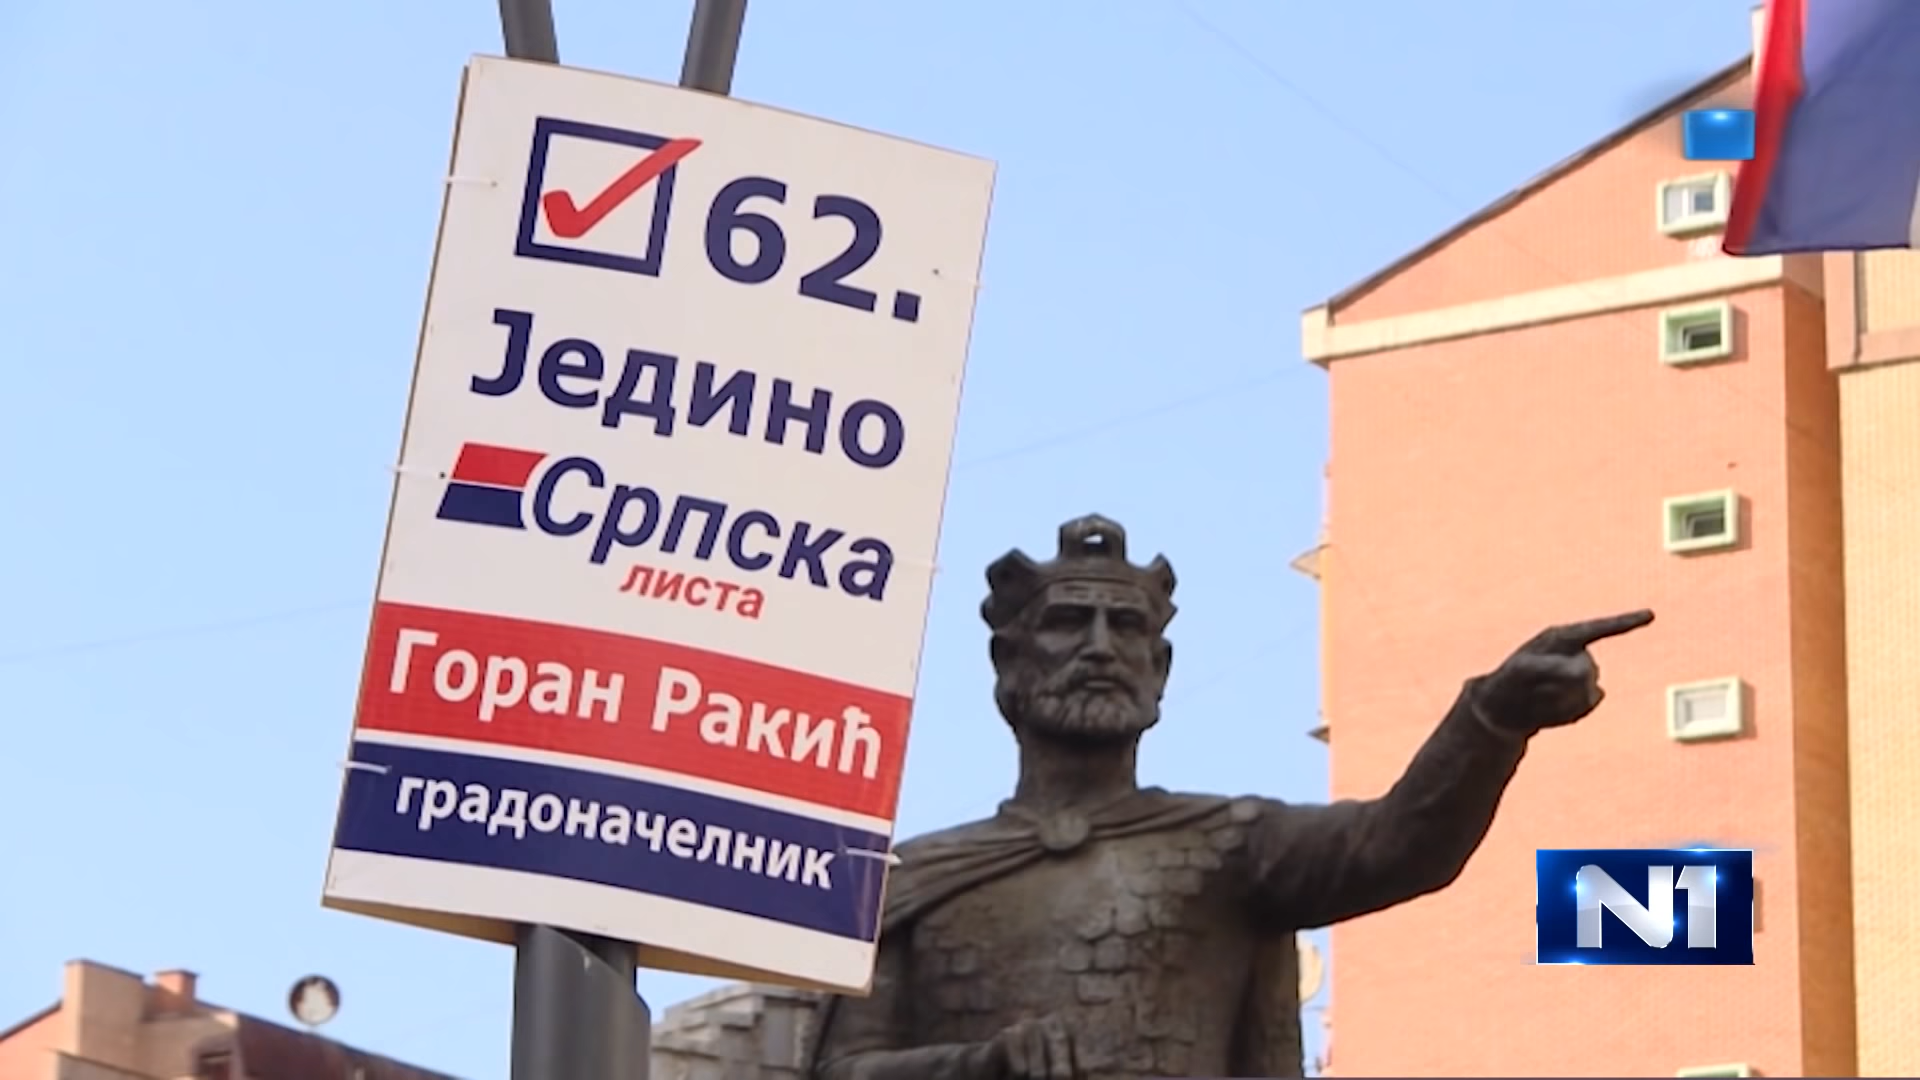 62.
Једино
Српска
листа
Горан Ракић
градоначелник
N1